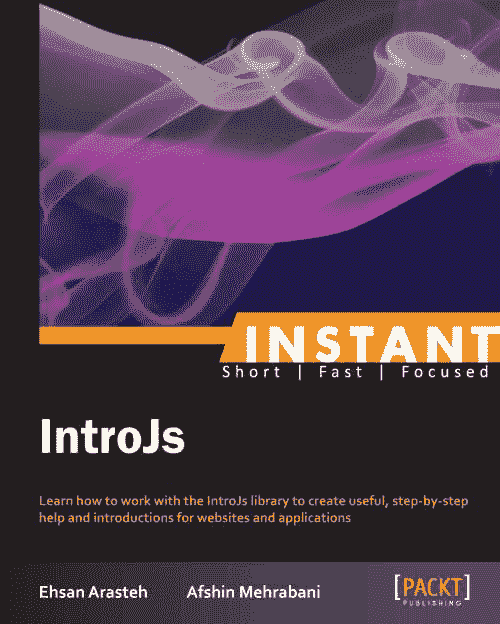 INSTANT
Short | Fast | Focused
IntroJs
Learn how to work with the IntroJs library to create useful, step-by-step
help and introductions for websites and applications
Ehsan Arasteh Afshin Mehrabani
[PACKT]
PUBLISHING